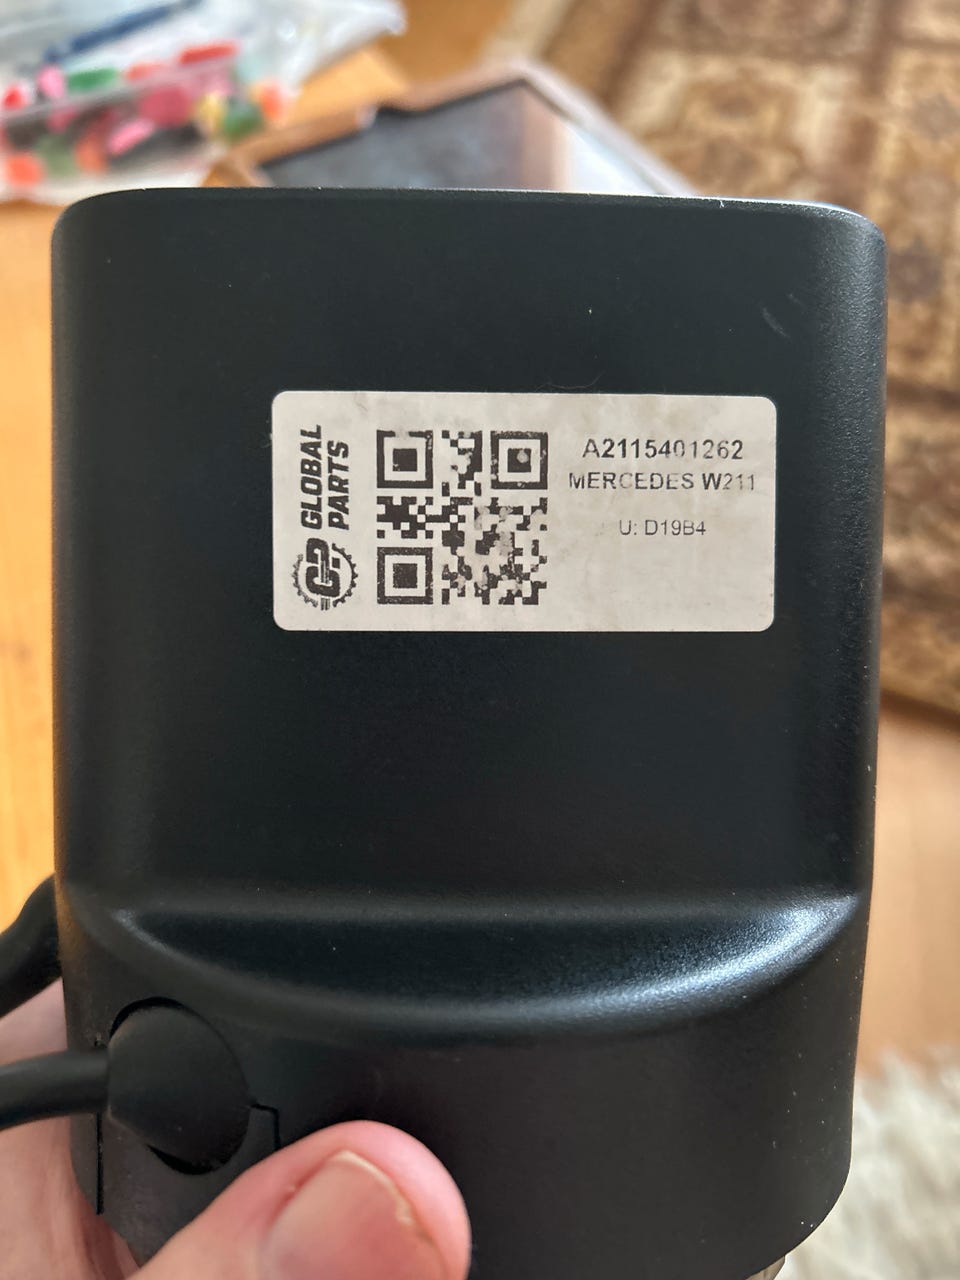 GLOBAL
PARTS
A2115401262
MERCEDES W211
U: D19B4